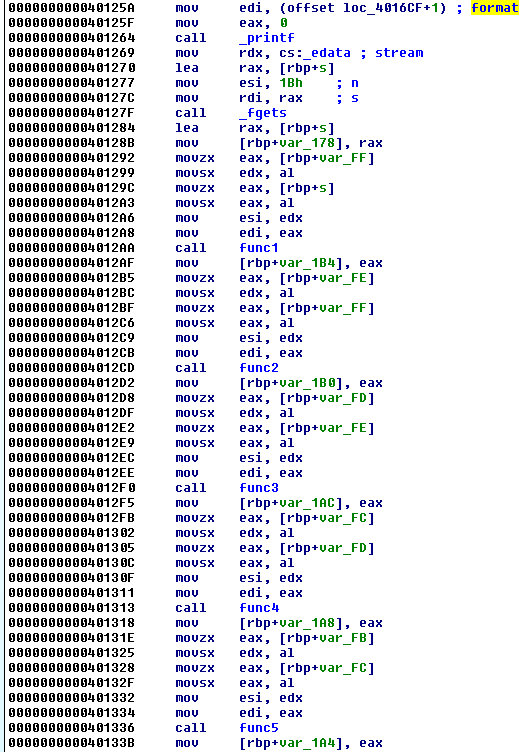 000000000040125A mov edi, (offset loc_4016CF+1) ; format
000000000040125F mov eax, 0
0000000000401264 call _printf
0000000000401269 mov rdx, cs:_edata ; stream
0000000000401270 lea rax, [rbp+s]
0000000000401277 mov esi, 1Bh ; n
000000000040127C mov rdi, rax ; s
000000000040127F call _fgets
0000000000401284 lea rax, [rbp+s]
000000000040128B mov [rbp+var_178], rax
0000000000401292 movzx eax, [rbp+var_FF]
0000000000401299 movsx edx, al
000000000040129C movzx eax, [rbp+s]
00000000004012A3 movsx eax, al
00000000004012A6 mov esi, edx
00000000004012A8 mov edi, eax
00000000004012AA call func1
00000000004012AF mov [rbp+var_1B4], eax
00000000004012B5 movzx eax, [rbp+var_FE]
00000000004012BC movsx edx, al
00000000004012BF movzx eax, [rbp+var_FF]
00000000004012C6 movsx eax, al
00000000004012C9 mov esi, edx
00000000004012CB mov edi, eax
00000000004012CD call func2
00000000004012D2 mov [rbp+var_1B0], eax
00000000004012D8 movzx eax, [rbp+var_FD]
00000000004012DF movsx edx, al
00000000004012E2 movzx eax, [rbp+var_FE]
00000000004012E9 movsx eax, al
00000000004012EC mov esi, edx
00000000004012EE mov edi, eax
00000000004012F0 call func3
00000000004012F5 mov [rbp+var_1AC], eax
00000000004012FB movzx eax, [rbp+var_FC]
0000000000401302 movsx edx, al
0000000000401305 movzx eax, [rbp+var_FD]
000000000040130C movsx eax, al
000000000040130F mov esi, edx
0000000000401311 mov edi, eax
0000000000401313 call func4
0000000000401318 mov [rbp+var_1A8], eax
000000000040131E movzx eax, [rbp+var_FB]
0000000000401325 movsx edx, al
0000000000401328 movzx eax, [rbp+var_FC]
000000000040132F movsx eax, al
0000000000401332 mov esi, edx
0000000000401334 mov edi, eax
0000000000401336 call func5
000000000040133B mov [rbp+var_1A4], eax